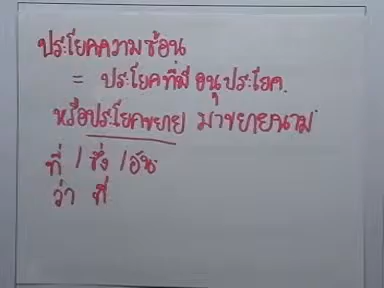 ประโยคความซ้อน
= ประโยคที่มี อนุประโยค
หรือประโยคขยาย มาขยายนาม
ที่ / ซึ่ง / อัน
ว่า ที่